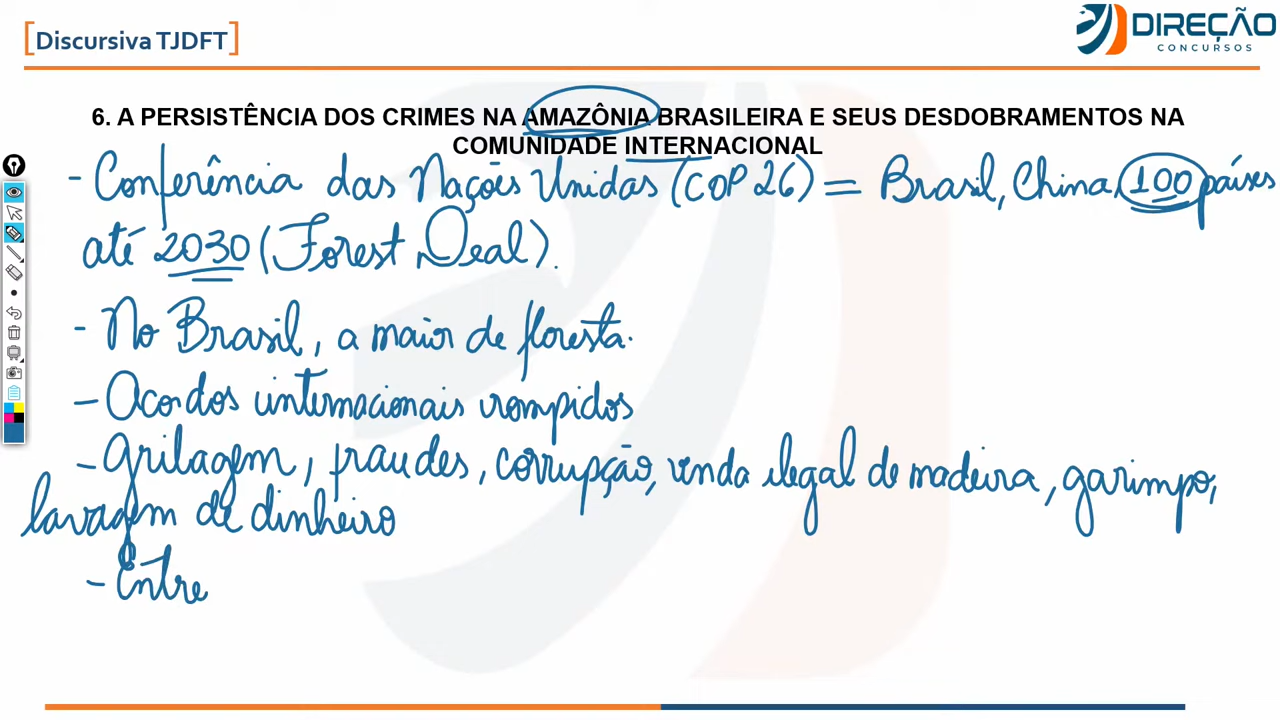 [Discursiva TJDFT]
DIREÇÃO
CONCURSOS
6. A PERSISTÊNCIA DOS CRIMES NA AMAZÔNIA BRASILEIRA E SEUS DESDOBRAMENTOS NA
COMUNIDADE INTERNACIONAL
- Conferência das Nações Unidas (COP 26) = Brasil, China, 100 países
até 2030 (Forest Deal).
- No Brasil, a maior de floresta.
- Acordos internacionais rompidos
- Grilagem, fraudes, corrupção, venda ilegal de madeira, garimpo,
lavagem de dinheiro
- Entre